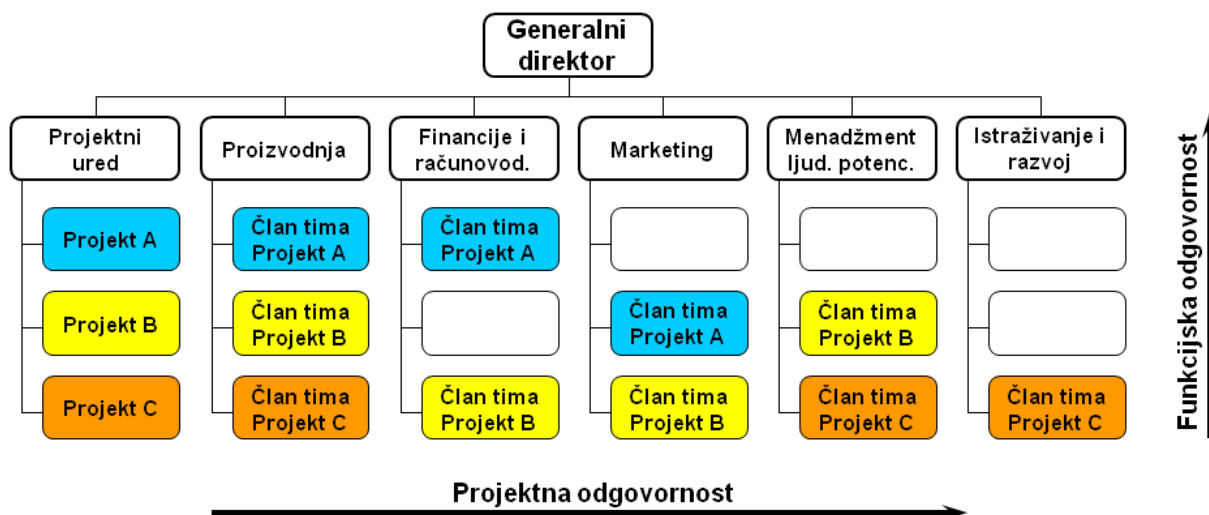 Generalni
direktor
Projektni
ured
Proizvodnja
Financije i
računovod.
Marketing
Menadžment
ljud. potenc.
Istraživanje i
razvoj
Projekt A
Član tima
Projekt A
Član tima
Projekt A
Projekt B
Član tima
Projekt B
Član tima
Projekt A
Član tima
Projekt B
Projekt C
Član tima
Projekt C
Član tima
Projekt B
Član tima
Projekt B
Član tima
Projekt C
Član tima
Projekt C
Funkcijska odgovornost
Projektna odgovornost